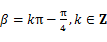 β = kπ − π/4, k ∈ Z